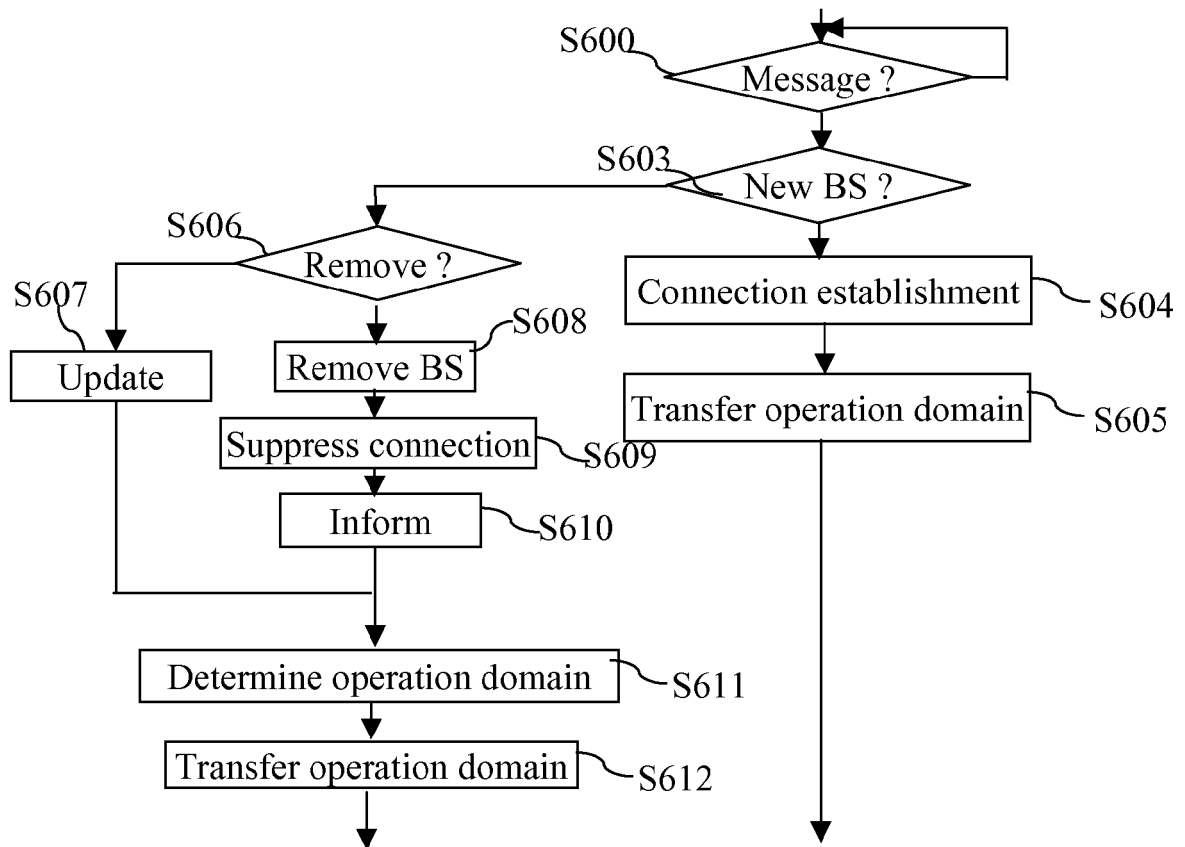 S600
Message ?
S603
New BS ?
S606
Remove ?
S607
Update
S608
Remove BS
Connection establishment
S604
Suppress connection
S609
Transfer operation domain
S605
Inform
S610
Determine operation domain
S611
Transfer operation domain
S612